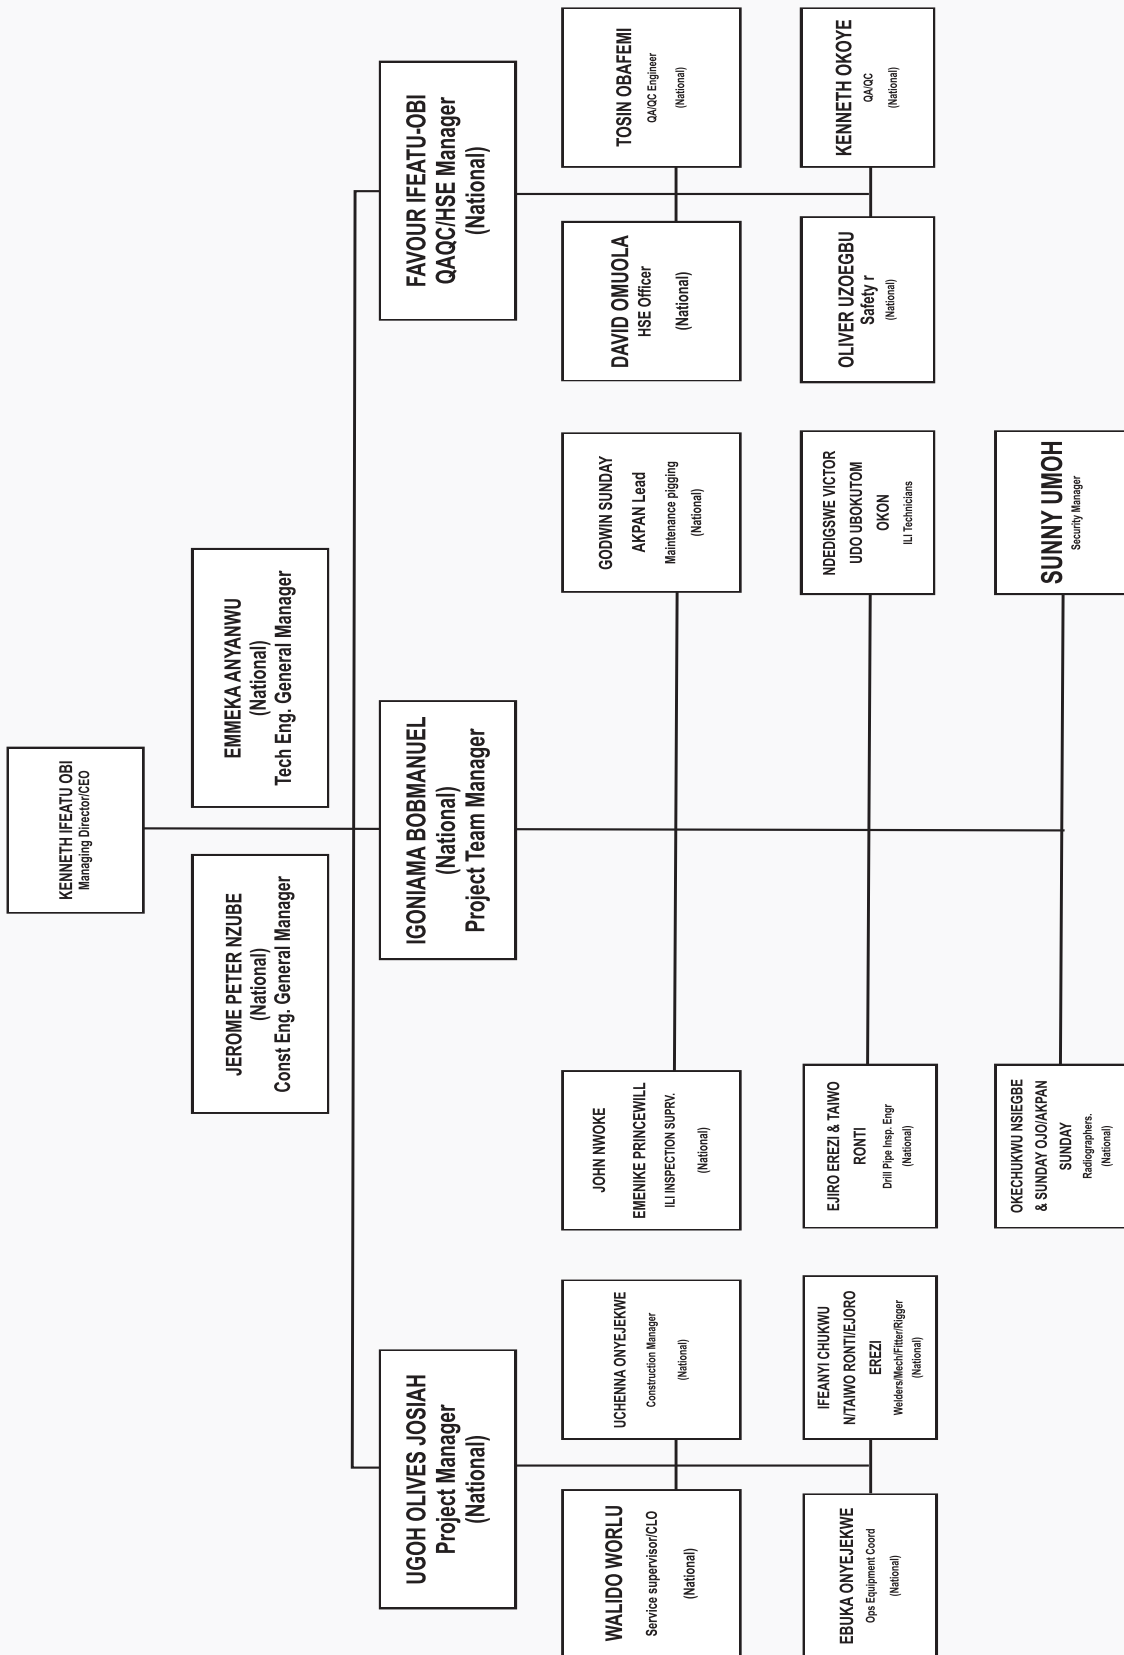 KENNETH IFEATU OBI
Managing Director/CEO
JEROME PETER NZUBE
(National)
Const Eng. General Manager
EMMEKA ANYANWU
(National)
Tech Eng. General Manager
UGOH OLIVES JOSIAH
Project Manager
(National)
IGONIAMA BOBMANUEL
(National)
Project Team Manager
FAVOUR IFEATU-OBI
QAQC/HSE Manager
(National)
WALIDO WORLU
Service supervisor/CLO
(National)
UCHENNA ONYEJEKWE
Construction Manager
(National)
JOHN NWOKE
EMENIKE PRINCEWILL
ILI INSPECTION SUPRV.
(National)
GODWIN SUNDAY
AKPAN Lead
Maintenance pigging
(National)
DAVID OMUOLA
HSE Officer
(National)
TOSIN OBAFEMI
QA/QC Engineer
(National)
EBUKA ONYEJEKWE
Ops Equipment Coord
(National)
IFEANYI CHUKWU
N/TAIWO RONTI/EJORO
EREZI
Welders/Mech/Fitter/Rigger
(National)
EJIRO EREZI & TAIWO
RONTI
Drill Pipe Insp. Engr
(National)
NDEDIGSWE VICTOR
UDO UBOKUTOM
OKON
ILI Technicians
OLIVER UZOEGBU
Safety r
(National)
KENNETH OKOYE
QA/QC
(National)
OKECHUKWU NSIEGBE
& SUNDAY OJO/AKPAN
SUNDAY
Radiographers.
(National)
SUNNY UMOH
Security Manager